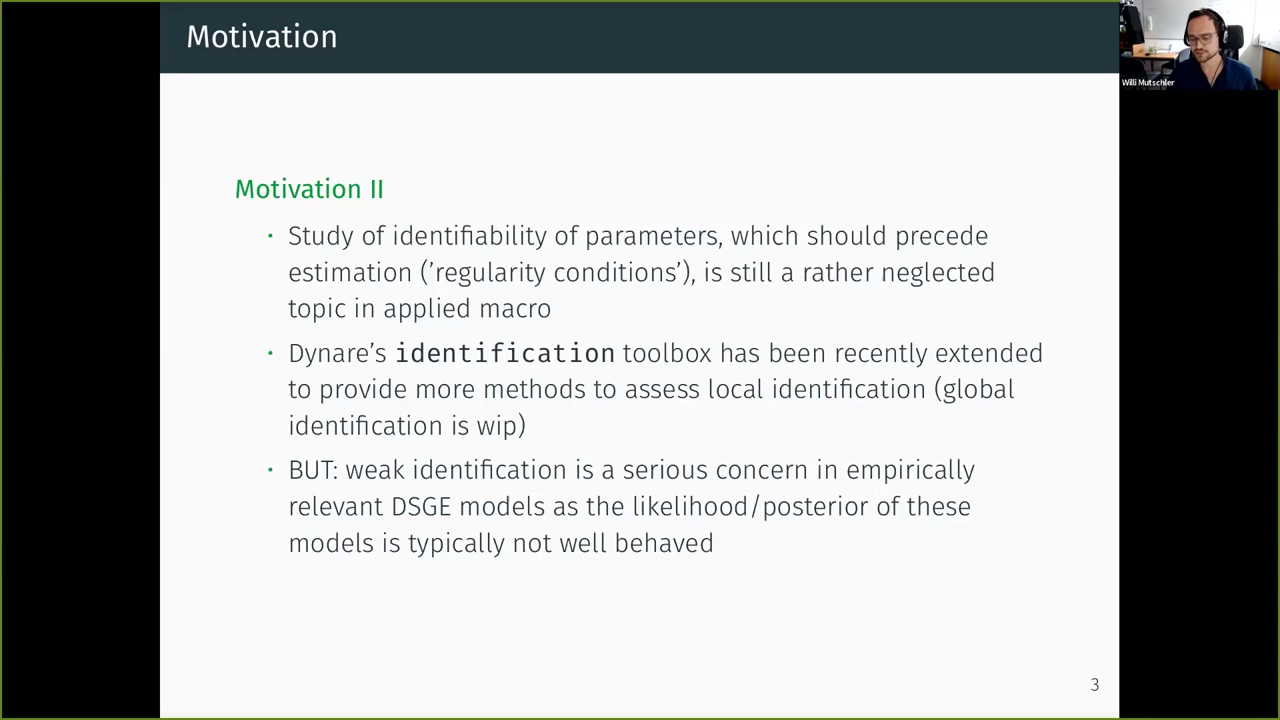 Motivation
Willi Mutschler
Motivation II
· Study of identifiability of parameters, which should precede
estimation ('regularity conditions'), is still a rather neglected
topic in applied macro
· Dynare's identification toolbox has been recently extended
to provide more methods to assess local identification (global
identification is wip)
· BUT: weak identification is a serious concern in empirically
relevant DSGE models as the likelihood/posterior of these
models is typically not well behaved
3